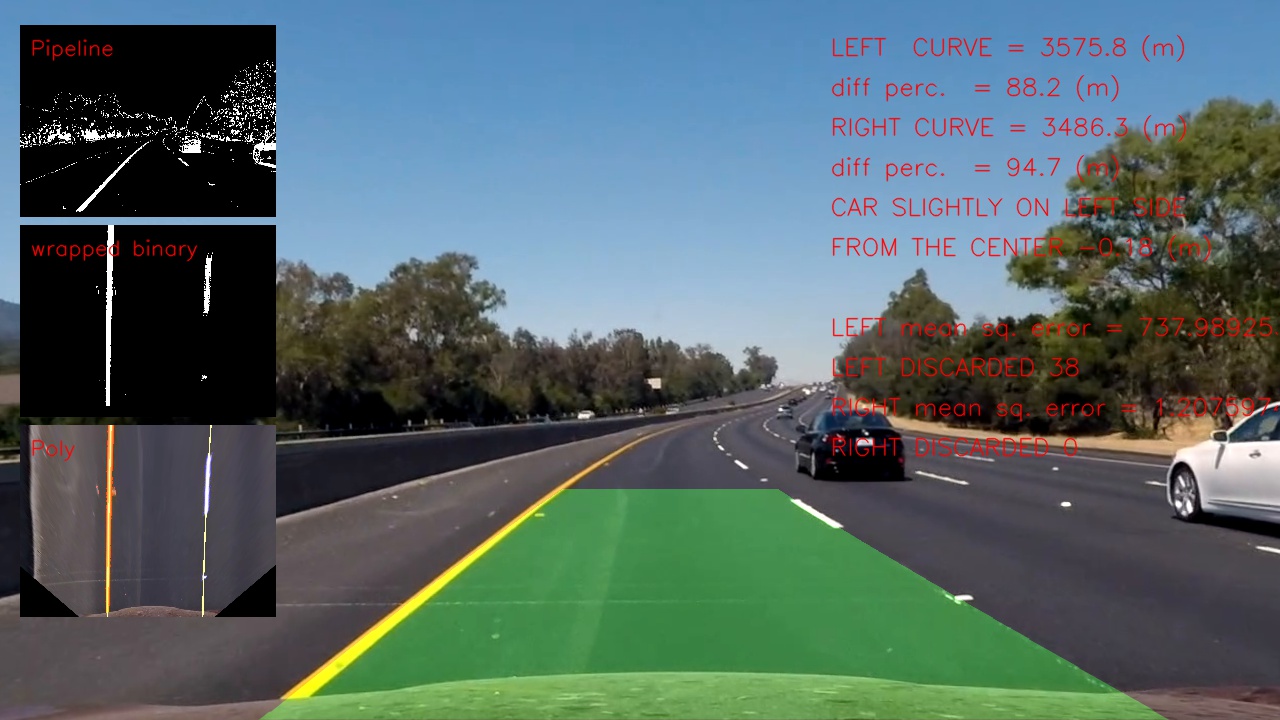 Pipeline
wrapped binary
Poly
LEFT CURVE = 3575.8 (m)
diff perc. = 88.2 (m)
RIGHT CURVE = 3486.3 (m)
diff perc. = 94.7 (m)
CAR SLIGHTLY ON LEFT SIDE
FROM THE CENTER -0.18 (m)
LEFT mean sq. error = 737.98925
LEFT DISCARDED 38
RIGHT mean sq. error = 1.207597
RIGHT DISCARDED 0